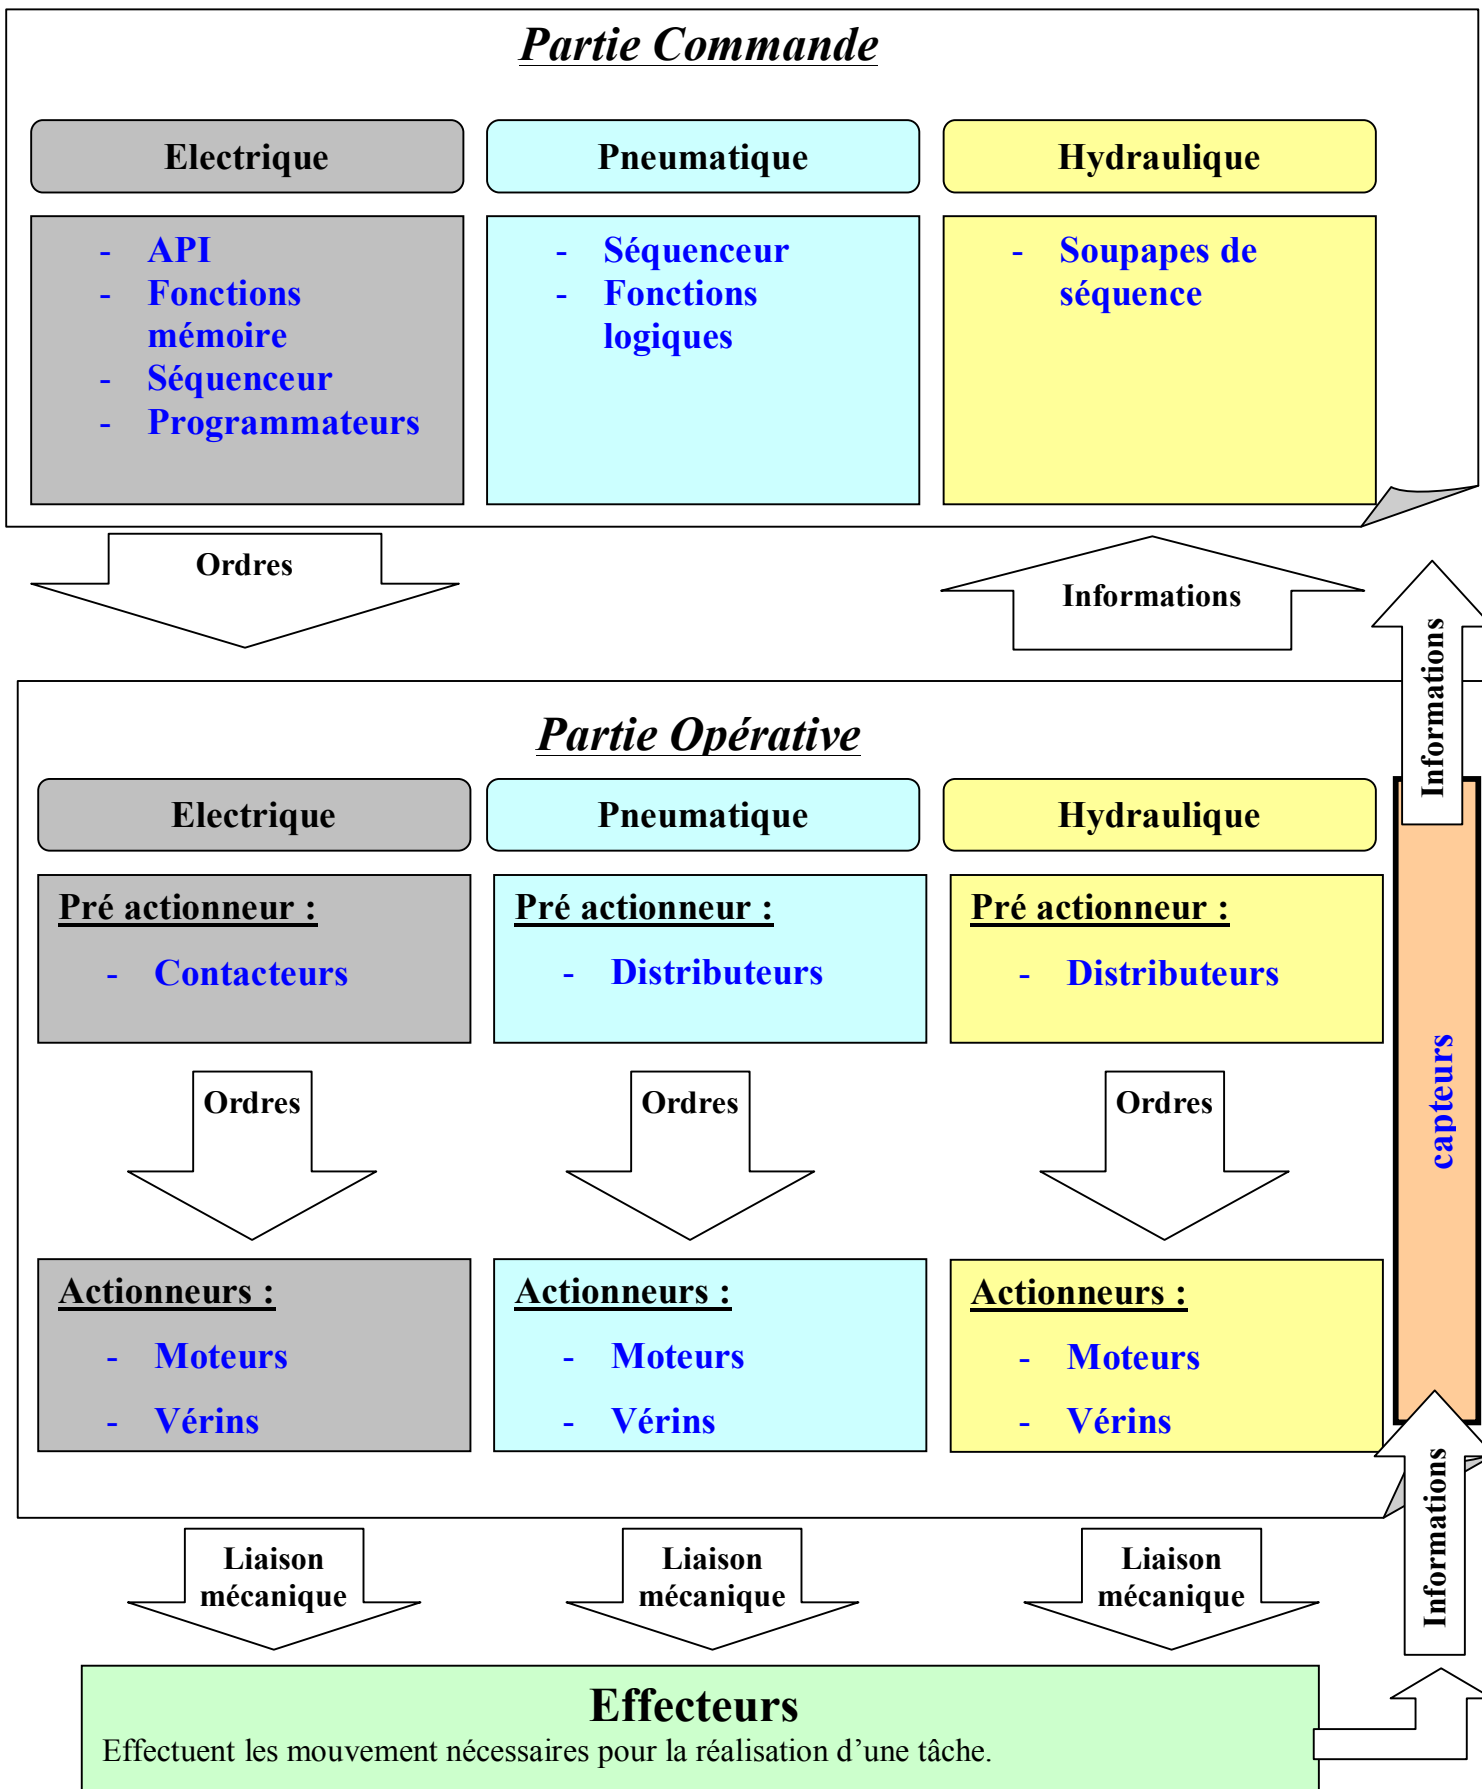 Partie Commande
Electrique
Pneumatique
Hydraulique
- API
- Fonctions
mémoire
- Séquenceur
- Programmateurs
- Séquenceur
- Fonctions
logiques
- Soupapes de
séquence
Ordres
Informations
Informations
Partie Opérative
Electrique
Pneumatique
Hydraulique
Pré actionneur :
- Contacteurs
Pré actionneur :
- Distributeurs
Pré actionneur :
- Distributeurs
capteurs
Ordres
Ordres
Ordres
Actionneurs :
- Moteurs
- Vérins
Actionneurs :
- Moteurs
- Vérins
Actionneurs :
- Moteurs
- Vérins
Informations
Liaison
mécanique
Liaison
mécanique
Liaison
mécanique
Effecteurs
Effectuent les mouvement nécessaires pour la réalisation d’une tâche.